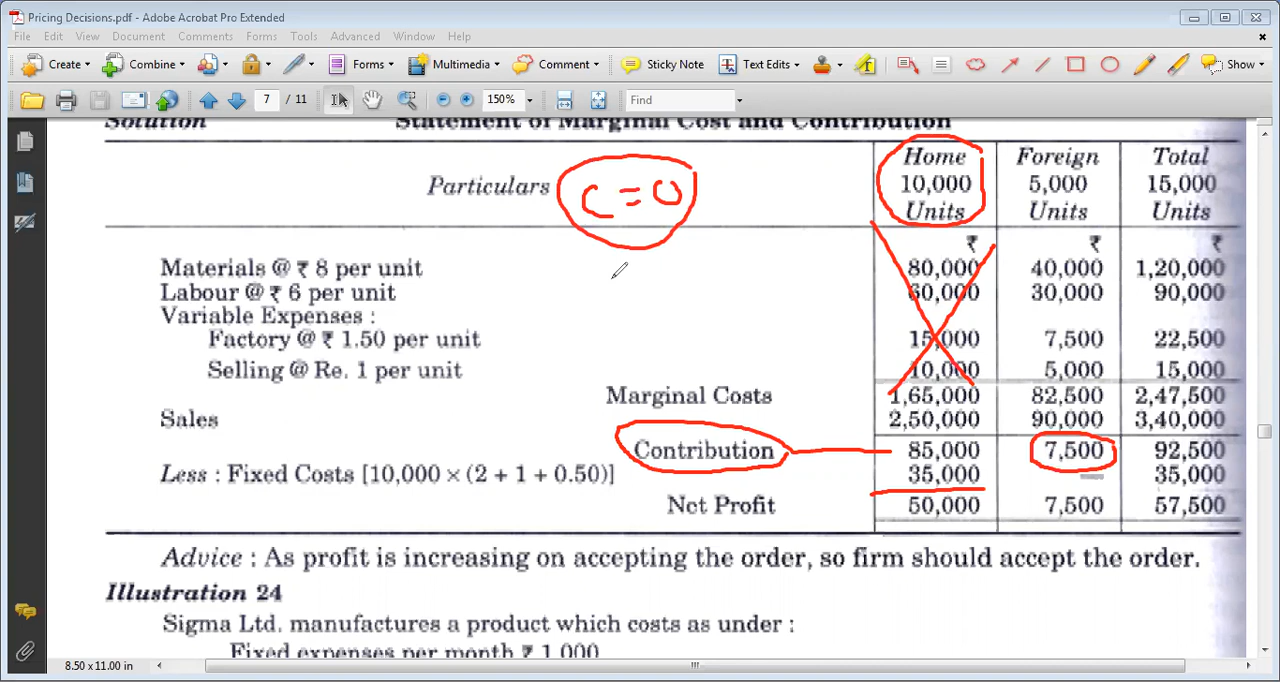 Pricing Decisions.pdf - Adobe Acrobat Pro Extended
File Edit View Document Comments Forms Tools Advanced Window Help
Create Combine Forms Multimedia Comment Sticky Note Text Edits Show
7 / 11 150% Find
Solution Statement of Marginal Cost and Contribution
Home Foreign Total
Particulars C = 0 10,000 5,000 15,000
Units Units Units
₹ ₹ ₹
Materials @ ₹ 8 per unit 80,000 40,000 1,20,000
Labour @ ₹ 6 per unit 60,000 30,000 90,000
Variable Expenses :
Factory @ ₹ 1.50 per unit 15,000 7,500 22,500
Selling @ Re. 1 per unit 10,000 5,000 15,000
Marginal Costs 1,65,000 82,500 2,47,500
Sales 2,50,000 90,000 3,40,000
Contribution 85,000 7,500 92,500
Less : Fixed Costs [10,000 × (2 + 1 + 0.50)] 35,000 — 35,000
Net Profit 50,000 7,500 57,500
Advice : As profit is increasing on accepting the order, so firm should accept the order.
Illustration 24
Sigma Ltd. manufactures a product which costs as under :
Fixed expenses per month ₹ 1,000
8.50 x 11.00 in